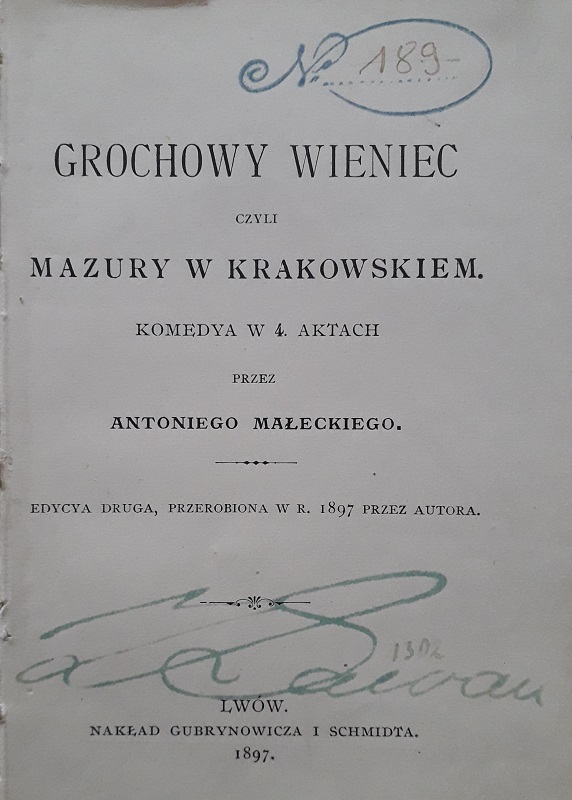 No 189-
GROCHOWY WIENIEC
CZYLI
MAZURY W KRAKOWSKIEM.
KOMEDYA W 4. AKTACH
PRZEZ
ANTONIEGO MAŁECKIEGO.
EDYCYA DRUGA, PRZEROBIONA W R. 1897 PRZEZ AUTORA.
LWÓW.
NAKŁAD GUBRYNOWICZA I SCHMIDTA.
1897.